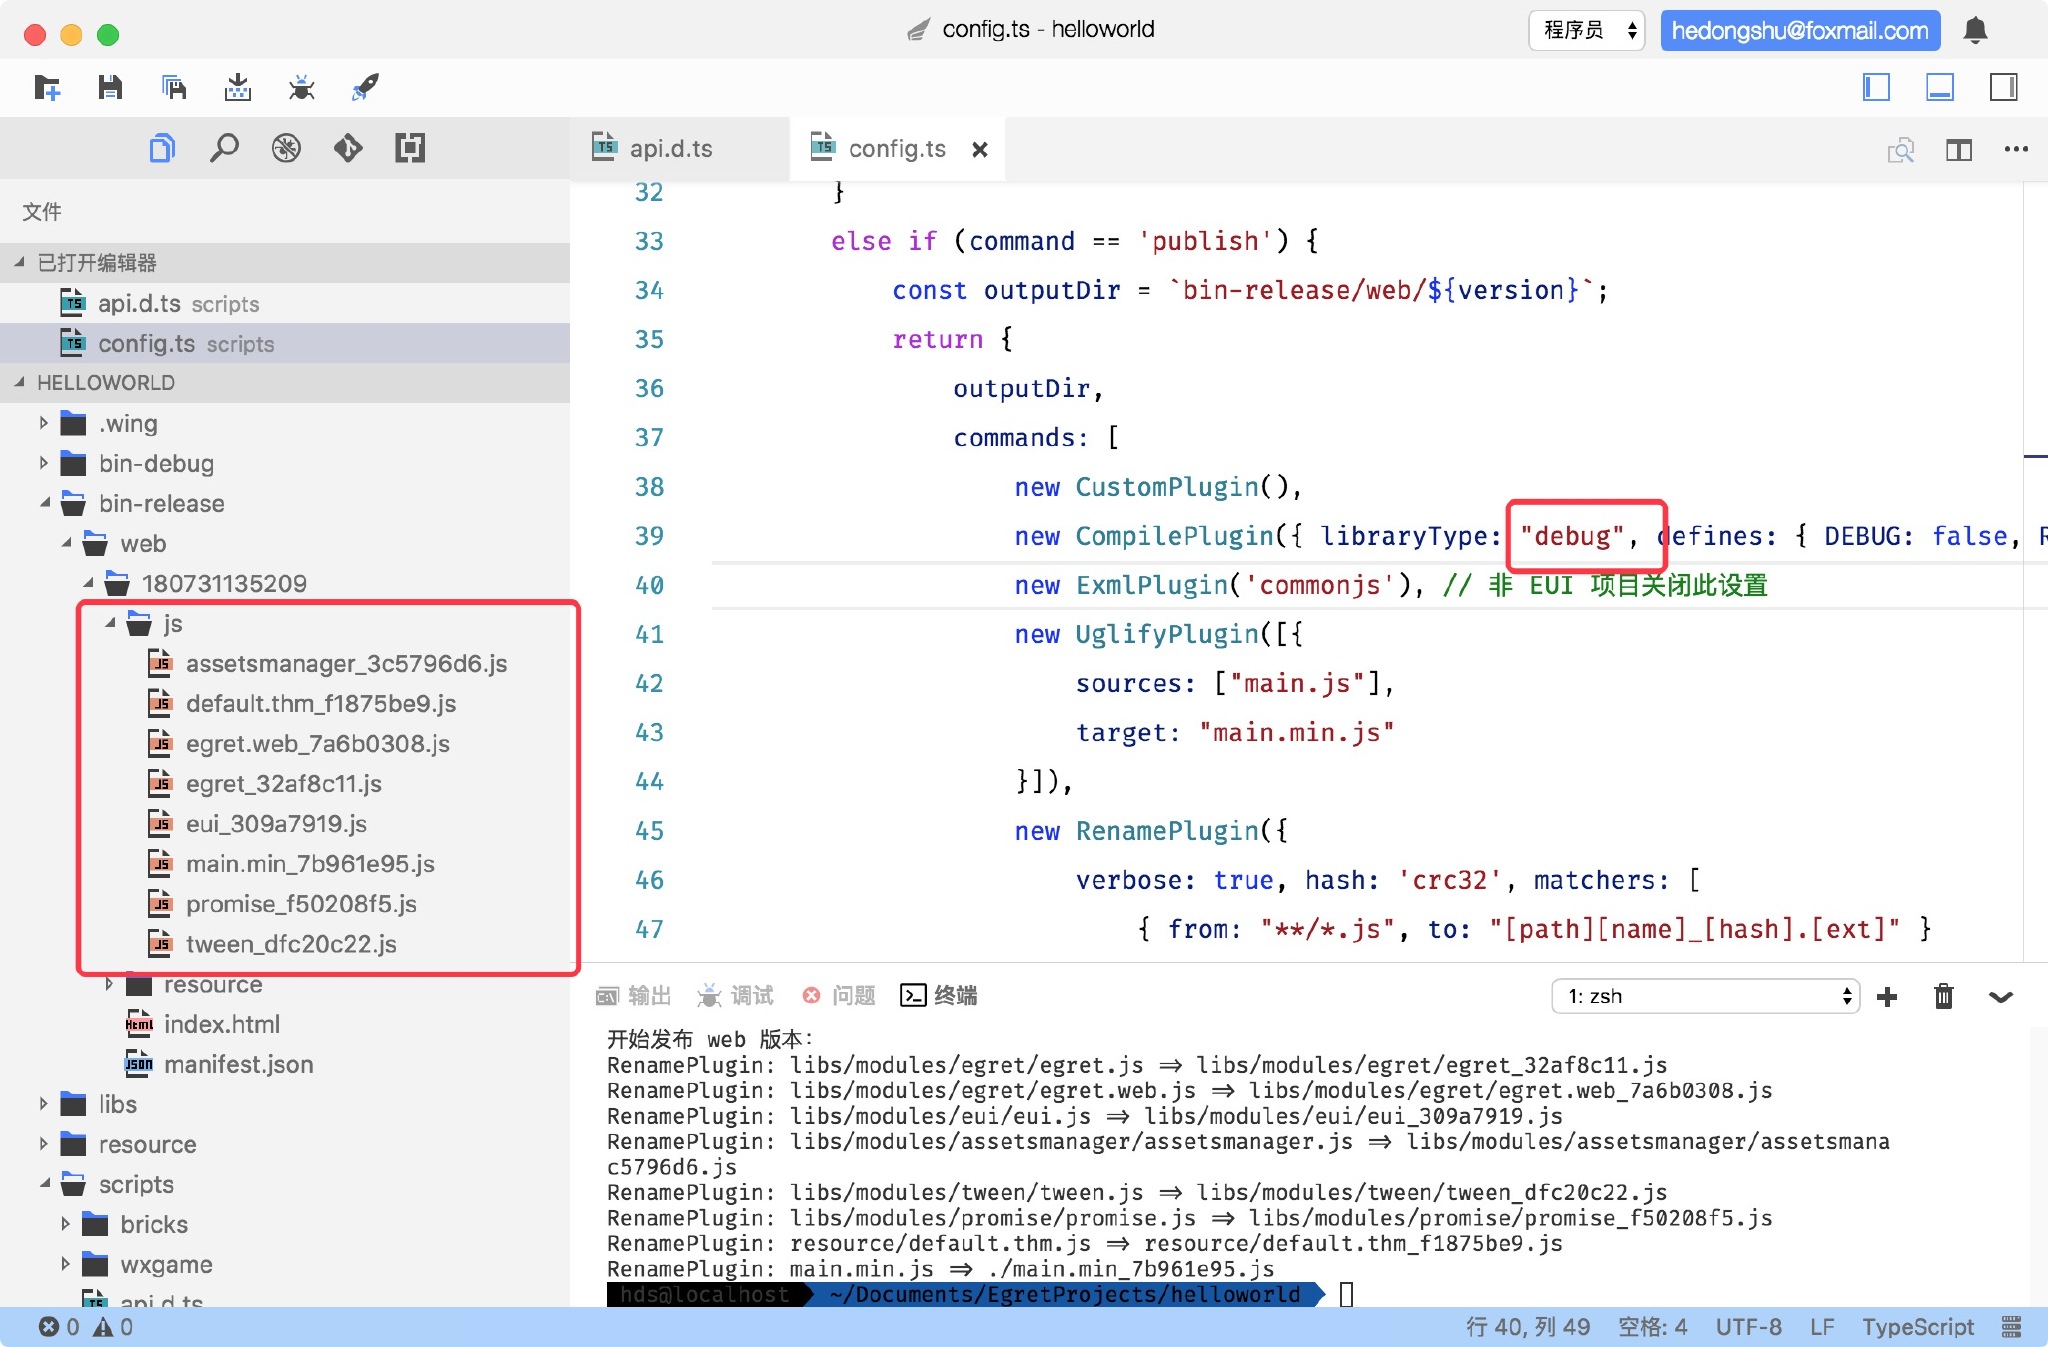 config.ts - helloworld
程序员
hedongshu@foxmail.com
api.d.ts
config.ts
文件
已打开编辑器
api.d.ts scripts
config.ts scripts
HELLOWORLD
.wing
bin-debug
bin-release
web
180731135209
js
assetsmanager_3c5796d6.js
default.thm_f1875be9.js
egret.web_7a6b0308.js
egret_32af8c11.js
eui_309a7919.js
main.min_7b961e95.js
promise_f50208f5.js
tween_dfc20c22.js
resource
index.html
manifest.json
libs
resource
scripts
bricks
wxgame
api.d.ts
32 }
33 else if (command == 'publish') {
34 const outputDir = `bin-release/web/${version}`;
35 return {
36 outputDir,
37 commands: [
38 new CustomPlugin(),
39 new CompilePlugin({ libraryType: "debug", defines: { DEBUG: false, R
40 new ExmlPlugin('commonjs'), // 非 EUI 项目关闭此设置
41 new UglifyPlugin([{
42 sources: ["main.js"],
43 target: "main.min.js"
44 }]),
45 new RenamePlugin({
46 verbose: true, hash: 'crc32', matchers: [
47 { from: "**/*.js", to: "[path][name]_[hash].[ext]" }
输出 调试 问题 终端
1: zsh
开始发布 web 版本:
RenamePlugin: libs/modules/egret/egret.js => libs/modules/egret/egret_32af8c11.js
RenamePlugin: libs/modules/egret/egret.web.js => libs/modules/egret/egret.web_7a6b0308.js
RenamePlugin: libs/modules/eui/eui.js => libs/modules/eui/eui_309a7919.js
RenamePlugin: libs/modules/assetsmanager/assetsmanager.js => libs/modules/assetsmanager/assetsmana
c5796d6.js
RenamePlugin: libs/modules/tween/tween.js => libs/modules/tween/tween_dfc20c22.js
RenamePlugin: libs/modules/promise/promise.js => libs/modules/promise/promise_f50208f5.js
RenamePlugin: resource/default.thm.js => resource/default.thm_f1875be9.js
RenamePlugin: main.min.js => ./main.min_7b961e95.js
hds@localhost ~/Documents/EgretProjects/helloworld
0 0
行 40, 列 49 空格: 4 UTF-8 LF TypeScript